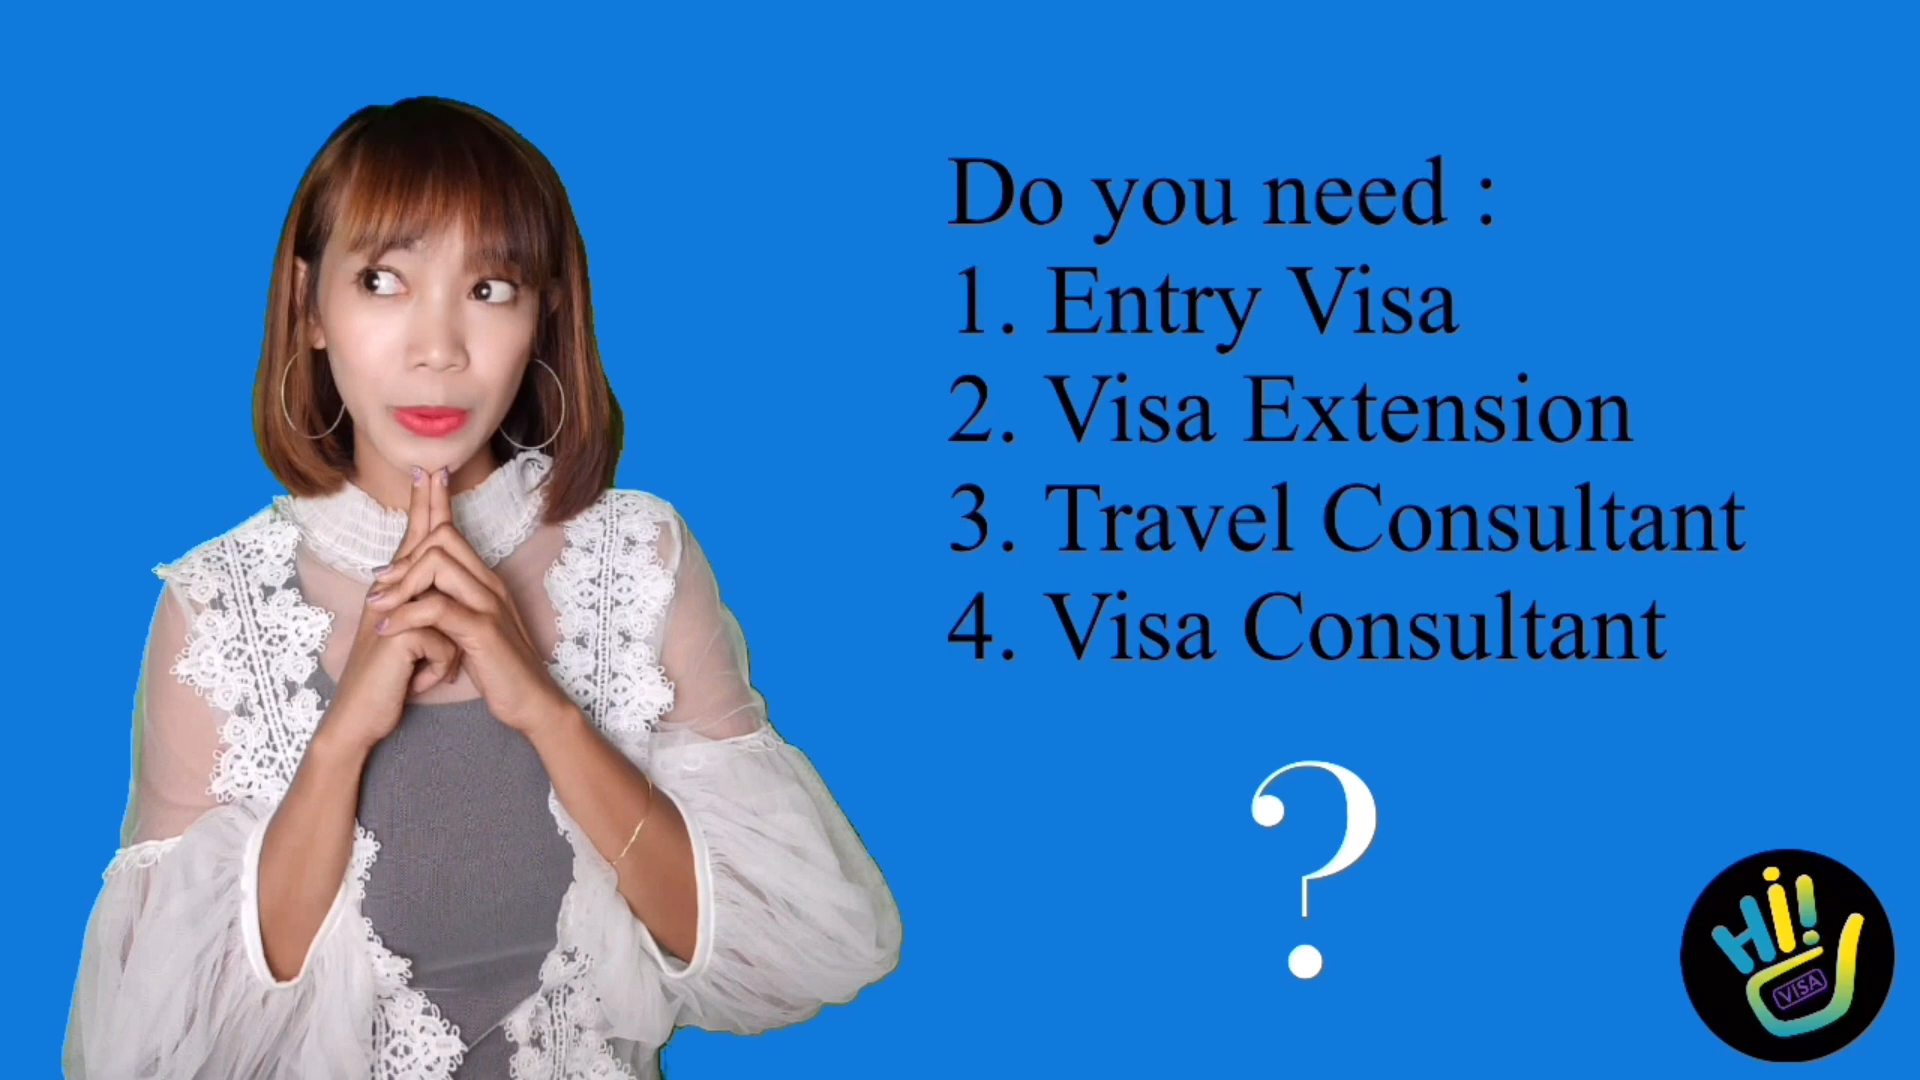 Do you need :
1. Entry Visa
2. Visa Extension
3. Travel Consultant
4. Visa Consultant
?
Hi!
VISA